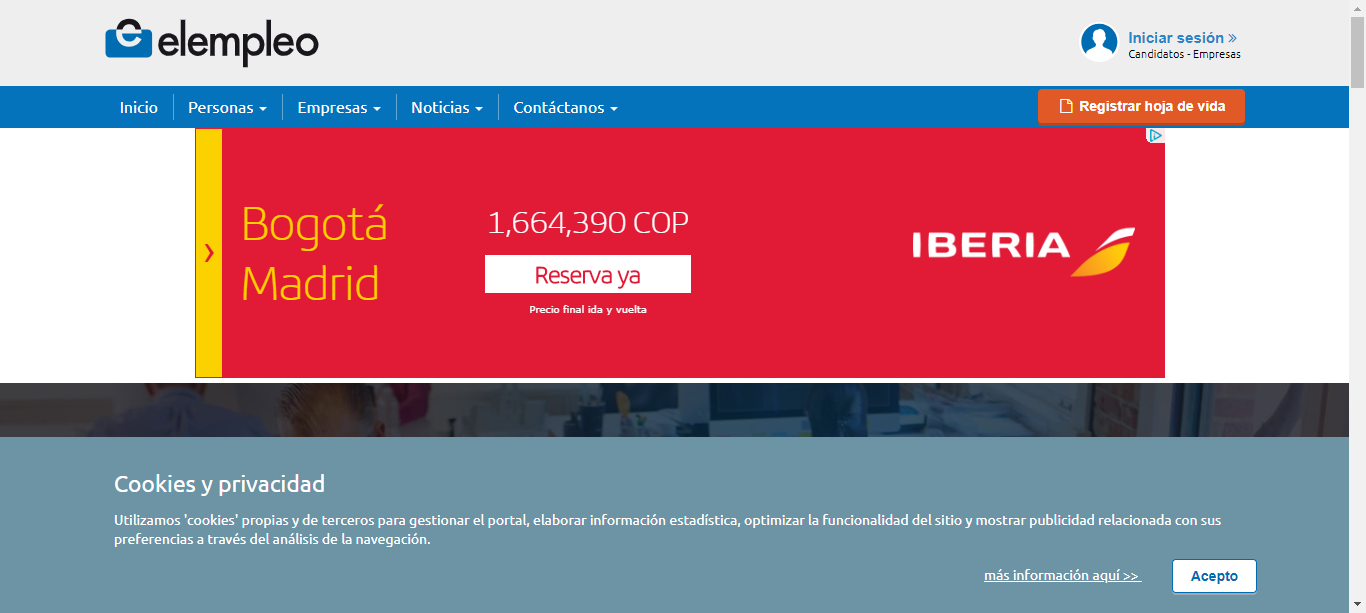 elempleo
Iniciar sesión »
Candidatos - Empresas
Inicio
Personas
Empresas
Noticias
Contáctanos
Registrar hoja de vida
Bogotá
Madrid
1,664,390 COP
Reserva ya
Precio final ida y vuelta
IBERIA
Cookies y privacidad
Utilizamos 'cookies' propias y de terceros para gestionar el portal, elaborar información estadística, optimizar la funcionalidad del sitio y mostrar publicidad relacionada con sus
preferencias a través del análisis de la navegación.
más información aquí >>
Acepto